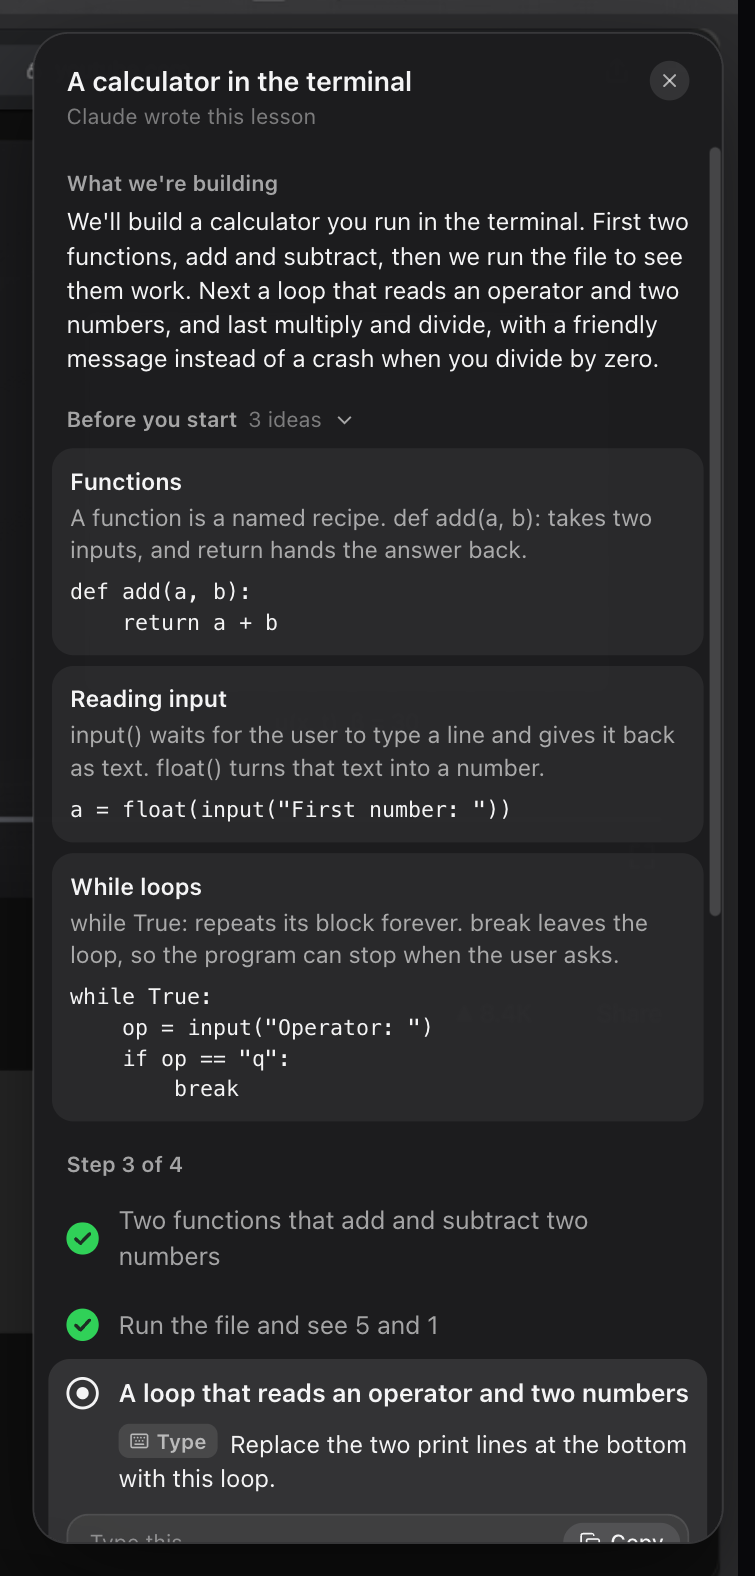 A calculator in the terminal
Claude wrote this lesson
What we're building
We'll build a calculator you run in the terminal. First two
functions, add and subtract, then we run the file to see
them work. Next a loop that reads an operator and two
numbers, and last multiply and divide, with a friendly
message instead of a crash when you divide by zero.
Before you start 3 ideas
Functions
A function is a named recipe. def add(a, b): takes two
inputs, and return hands the answer back.
def add(a, b):
    return a + b
Reading input
input() waits for the user to type a line and gives it back
as text. float() turns that text into a number.
a = float(input("First number: "))
While loops
while True: repeats its block forever. break leaves the
loop, so the program can stop when the user asks.
while True:
    op = input("Operator: ")
    if op == "q":
        break
Step 3 of 4
Two functions that add and subtract two
numbers
Run the file and see 5 and 1
A loop that reads an operator and two numbers
Type Replace the two print lines at the bottom
with this loop.
Type this Copy